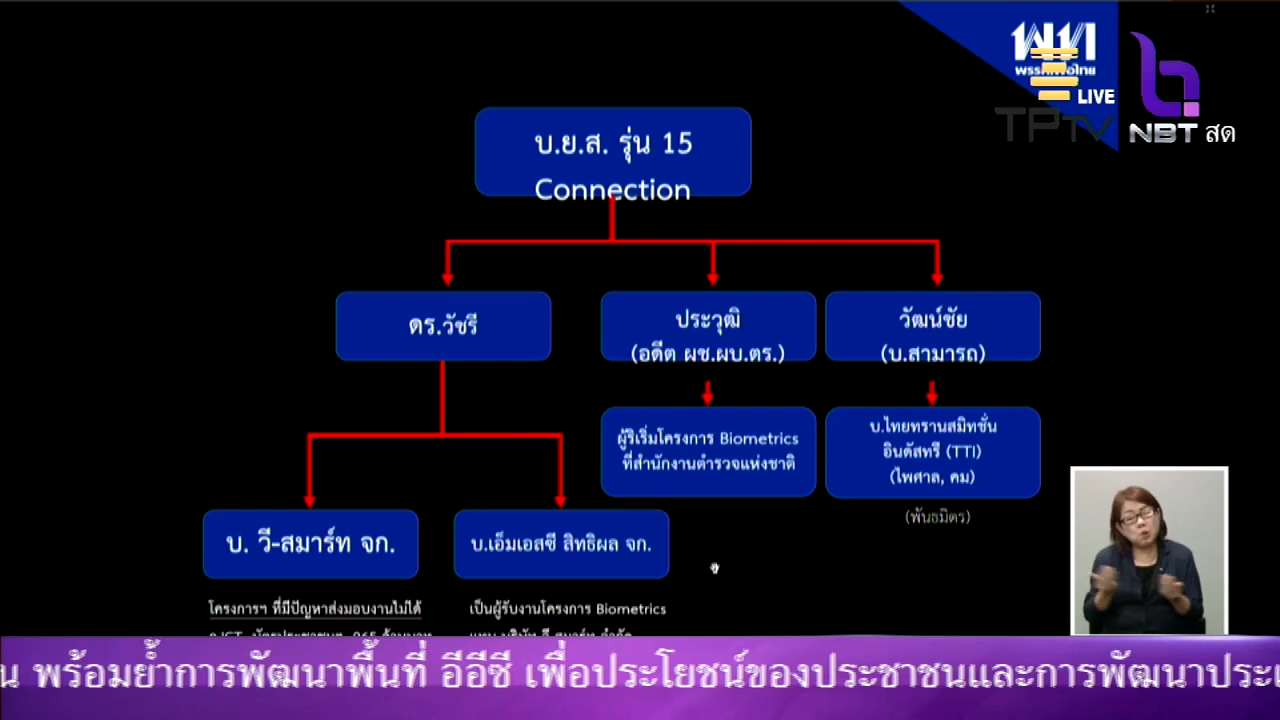 พท
พรรคเพื่อไทย
LIVE
TPTV
NBT สด
บ.ย.ส. รุ่น 15
Connection
ดร.วัชรี
ประวุฒิ
(อดีต ผช.ผบ.ตร.)
วัฒน์ชัย
(บ.สามารถ)
ผู้ริเริ่มโครงการ Biometrics
ที่สำนักงานตำรวจแห่งชาติ
บ.ไทยทรานสมิทชั่น
อินดัสทรี (TTI)
(ไพศาล, คม)
(พันธมิตร)
บ. วี-สมาร์ท จก.
บ.เอ็มเอสซี สิทธิผล จก.
โครงการฯ ที่มีปัญหาส่งมอบงานไม่ได้
เป็นผู้รับงานโครงการ Biometrics
น พร้อมย้ำการพัฒนาพื้นที่ อีอีซี เพื่อประโยชน์ของประชาชนและการพัฒนาประเ